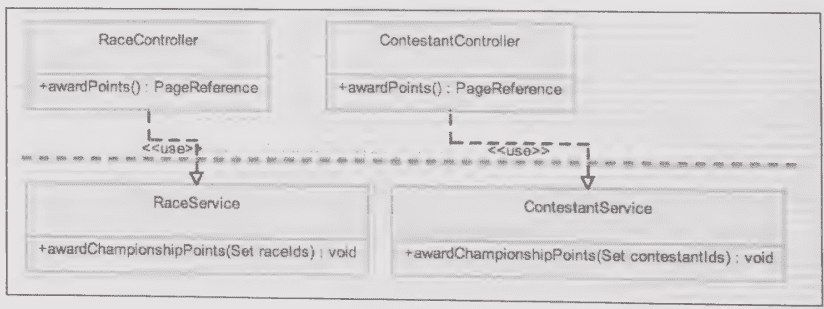 RaceController
ContestantController
+awardPoints() : PageReference
+awardPoints() : PageReference
<<use>>
<<use>>
RaceService
ContestantService
+awardChampionshipPoints(Set raceIds) : void
+awardChampionshipPoints(Set contestantIds) : void